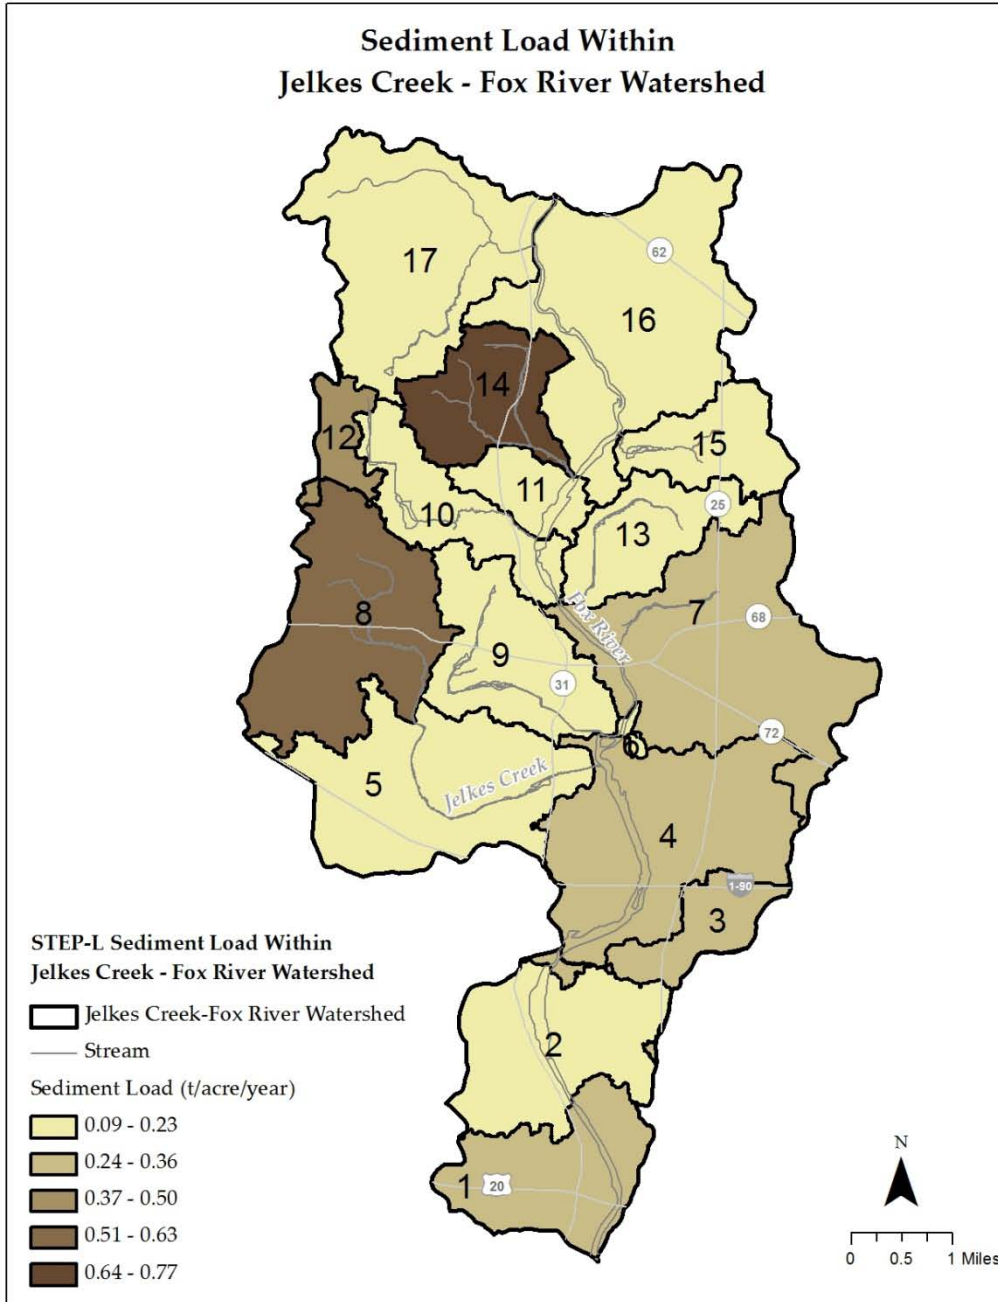 Sediment Load Within
Jelkes Creek - Fox River Watershed
62
17
16
14
12
15
11
10
25
13
8
Fox River
7
68
9
31
72
6
5
Jelkes Creek
4
1-90
3
STEP-L Sediment Load Within
Jelkes Creek - Fox River Watershed
Jelkes Creek-Fox River Watershed
Stream
2
Sediment Load (t/acre/year)
0.09 - 0.23
0.24 - 0.36
N
1
20
0.37 - 0.50
0.51 - 0.63
0.64 - 0.77
0 0.5 1 Miles